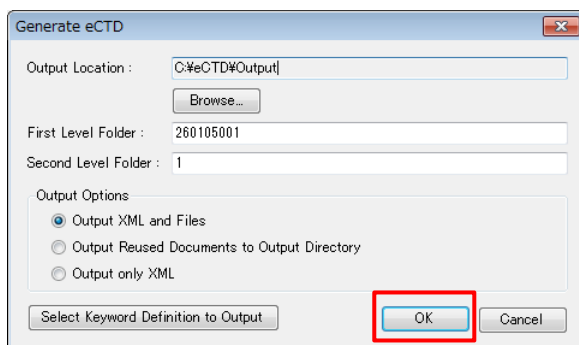 Generate eCTD
Output Location : C:¥eCTD¥Output
Browse...
First Level Folder : 260105001
Second Level Folder : 1
Output Options
Output XML and Files
Output Reused Documents to Output Directory
Output only XML
Select Keyword Definition to Output OK Cancel